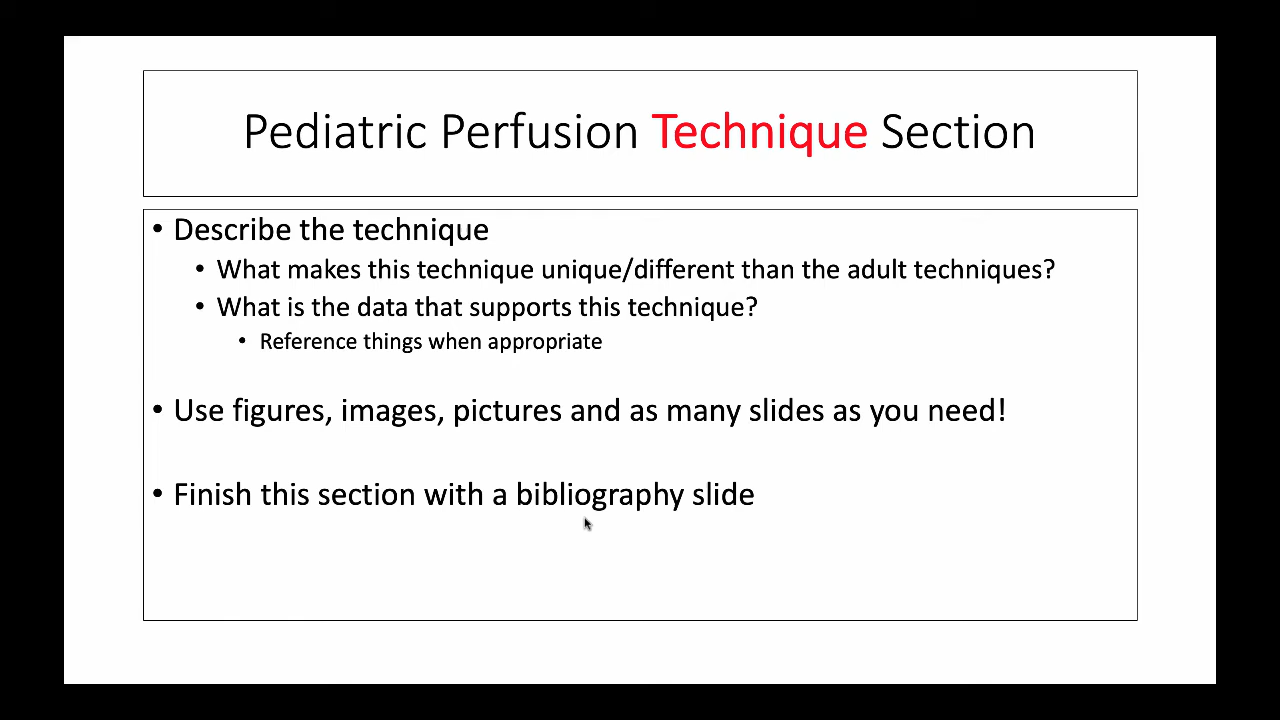 Pediatric Perfusion Technique Section
• Describe the technique
• What makes this technique unique/different than the adult techniques?
• What is the data that supports this technique?
• Reference things when appropriate
• Use figures, images, pictures and as many slides as you need!
• Finish this section with a bibliography slide